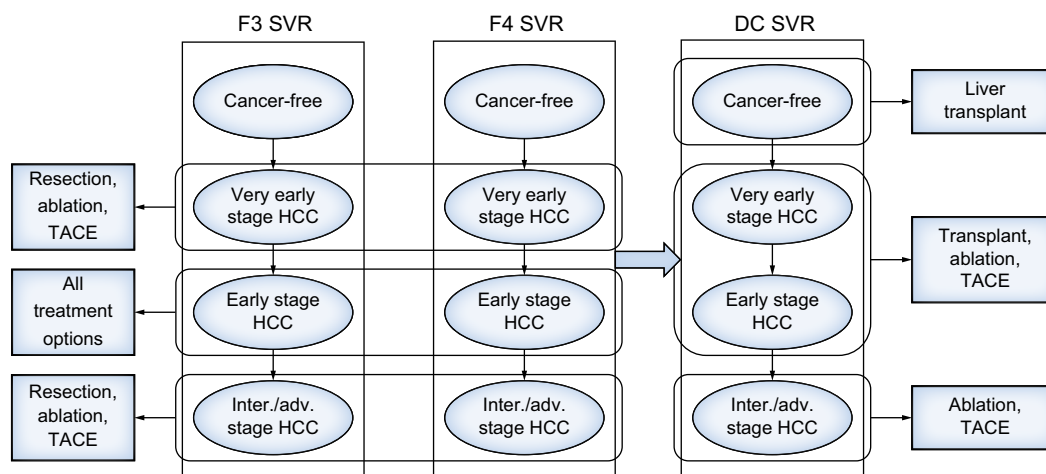 F3 SVR
F4 SVR
DC SVR
Cancer-free
Cancer-free
Cancer-free
Liver
transplant
Resection,
ablation,
TACE
Very early
stage HCC
Very early
stage HCC
Very early
stage HCC
Transplant,
ablation,
TACE
All
treatment
options
Early stage
HCC
Early stage
HCC
Early stage
HCC
Resection,
ablation,
TACE
Inter./adv.
stage HCC
Inter./adv.
stage HCC
Inter./adv.
stage HCC
Ablation,
TACE